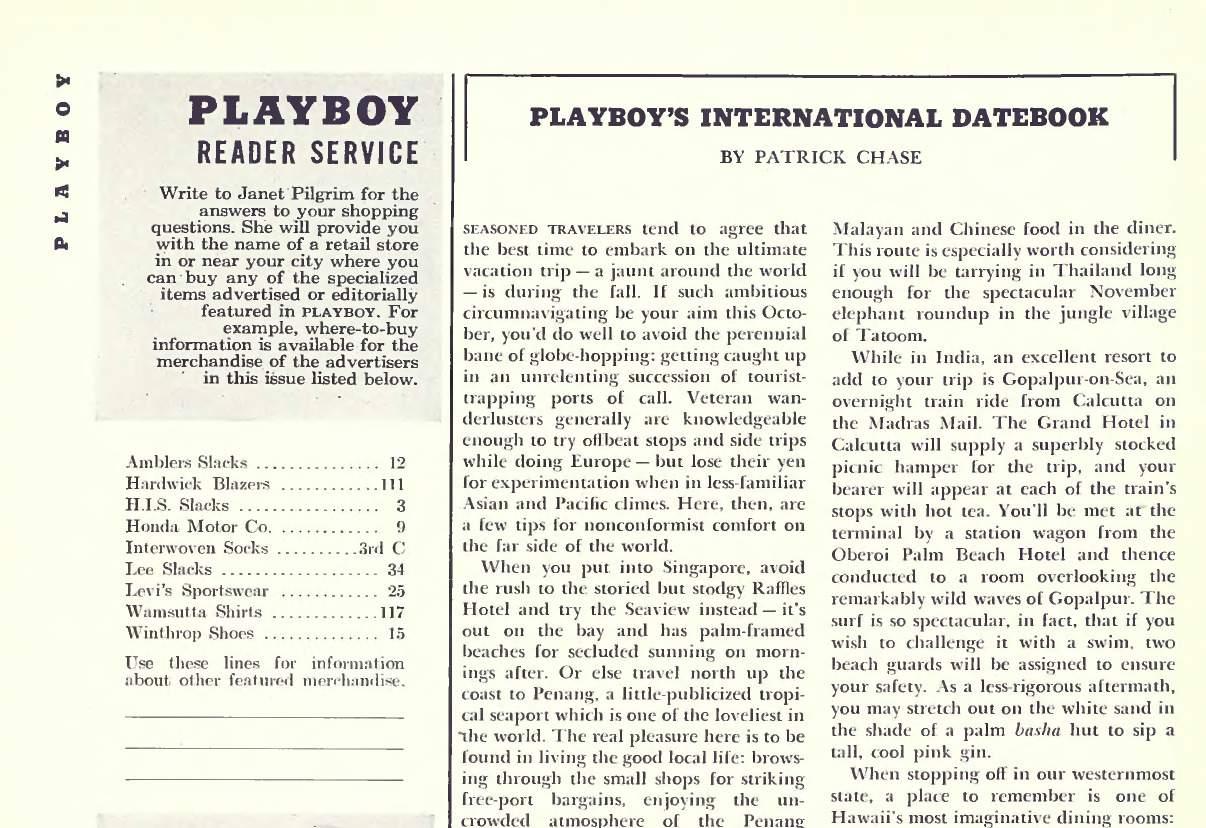 PLAYBOY
PLAYBOY
READER SERVICE
Write to Janet Pilgrim for the
answers to your shopping
questions. She will provide you
with the name of a retail store
in or near your city where you
can buy any of the specialized
items advertised or editorially
featured in PLAYBOY. For
example, where-to-buy
information is available for the
merchandise of the advertisers
in this issue listed below.
Amblers Slacks ............... 12
Hardwick Blazers ............111
H.I.S. Slacks ................. 3
Honda Motor Co. ............ 9
Interwoven Socks ..........3rd C
Lee Slacks ................... 34
Levi's Sportswear ............ 25
Wamsutta Shirts .............117
Winthrop Shoes .............. 15
Use these lines for information
about other featured merchandise.
PLAYBOY'S INTERNATIONAL DATEBOOK
BY PATRICK CHASE
SEASONED TRAVELERS tend to agree that
the best time to embark on the ultimate
vacation trip — a jaunt around the world
— is during the fall. If such ambitious
circumnavigating be your aim this Octo-
ber, you'd do well to avoid the perennial
bane of globe-hopping: getting caught up
in an unrelenting succession of tourist-
trapping ports of call. Veteran wan-
derlusters generally are knowledgeable
enough to try offbeat stops and side trips
while doing Europe — but lose their yen
for experimentation when in less-familiar
Asian and Pacific climes. Here, then, are
a few tips for nonconformist comfort on
the far side of the world.
When you put into Singapore, avoid
the rush to the storied but stodgy Raffles
Hotel and try the Seaview instead — it's
out on the bay and has palm-framed
beaches for secluded sunning on morn-
ings after. Or else travel north up the
coast to Penang, a little-publicized tropi-
cal seaport which is one of the loveliest in
the world. The real pleasure here is to be
found in living the good local life: brows-
ing through the small shops for striking
free-port bargains, enjoying the un-
crowded atmosphere of the Penang
Malayan and Chinese food in the diner.
This route is especially worth considering
if you will be tarrying in Thailand long
enough for the spectacular November
elephant roundup in the jungle village
of Tatoom.
While in India, an excellent resort to
add to your trip is Gopalpur-on-Sea, an
overnight train ride from Calcutta on
the Madras Mail. The Grand Hotel in
Calcutta will supply a superbly stocked
picnic hamper for the trip, and your
bearer will appear at each of the train's
stops with hot tea. You'll be met at the
terminal by a station wagon from the
Oberoi Palm Beach Hotel and thence
conducted to a room overlooking the
remarkably wild waves of Gopalpur. The
surf is so spectacular, in fact, that if you
wish to challenge it with a swim, two
beach guards will be assigned to ensure
your safety. As a less-rigorous aftermath,
you may stretch out on the white sand in
the shade of a palm basha hut to sip a
tall, cool pink gin.
When stopping off in our westernmost
state, a place to remember is one of
Hawaii's most imaginative dining rooms: